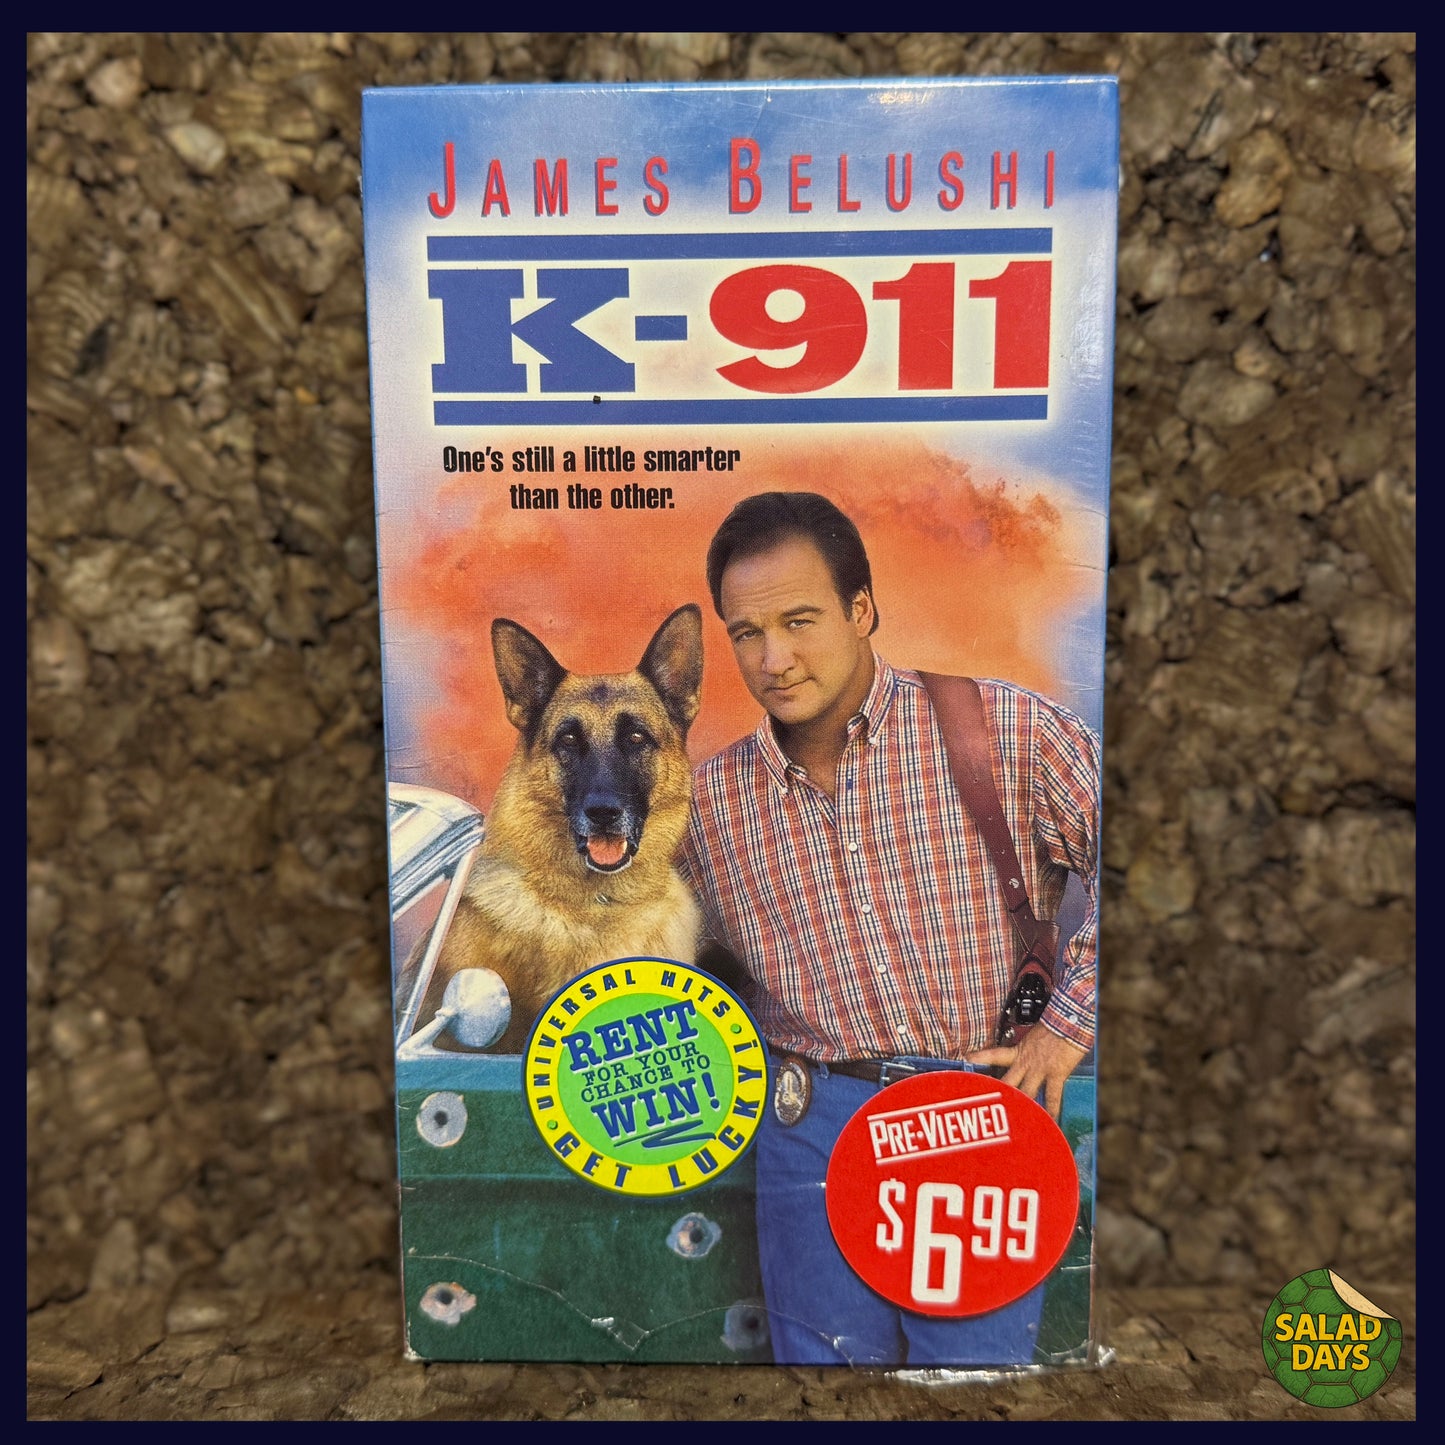 JAMES BELUSHI
K-911
One's still a little smarter
than the other.
UNIVERSAL HITS
RENT
FOR YOUR
CHANCE TO
WIN!
GET LUCKY!
PRE-VIEWED
$6.99
SALAD
DAYS